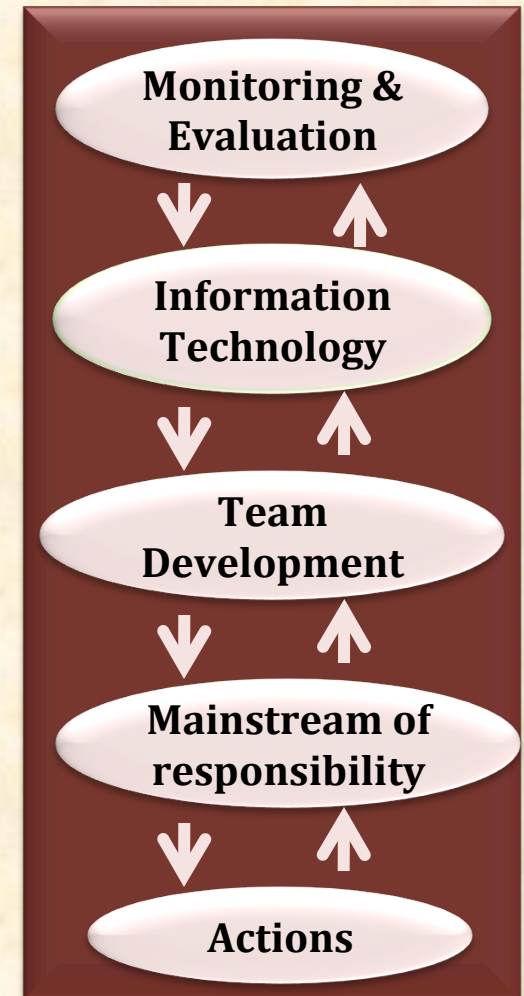 Monitoring &
Evaluation
Information
Technology
Team
Development
Mainstream of
responsibility
Actions